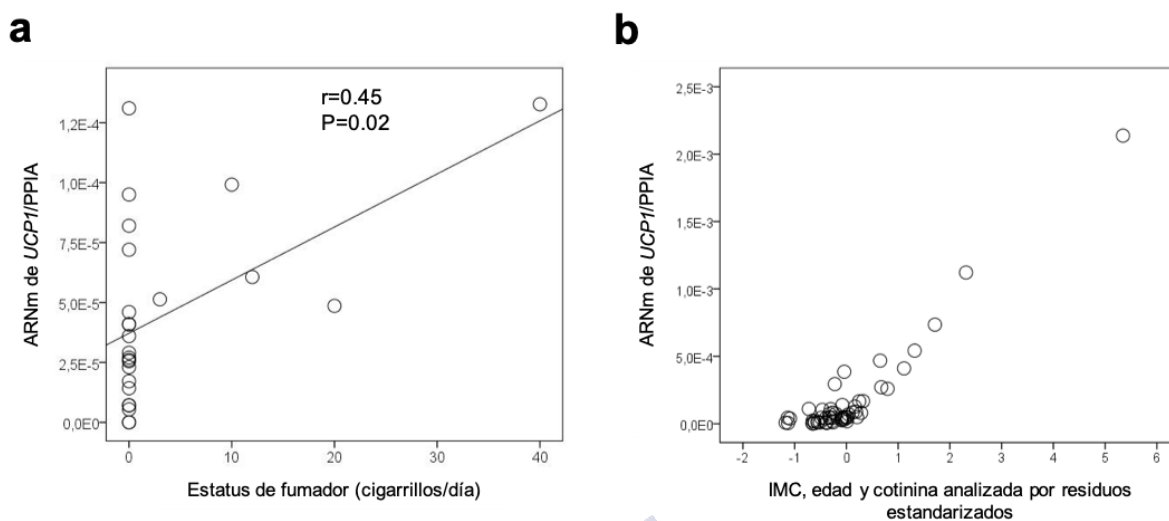 a
r=0.45
P=0.02
ARNm de UCP1/PPIA
1,2E-4
1,0E-4
7,5E-5
5,0E-5
2,5E-5
0,0E0
0
10
20
30
40
Estatus de fumador (cigarrillos/día)
b
ARNm de UCP1/PPIA
2,5E-3
2,0E-3
1,5E-3
1,0E-3
5,0E-4
0,0E0
-2
-1
0
1
2
3
4
5
6
IMC, edad y cotinina analizada por residuos
estandarizados